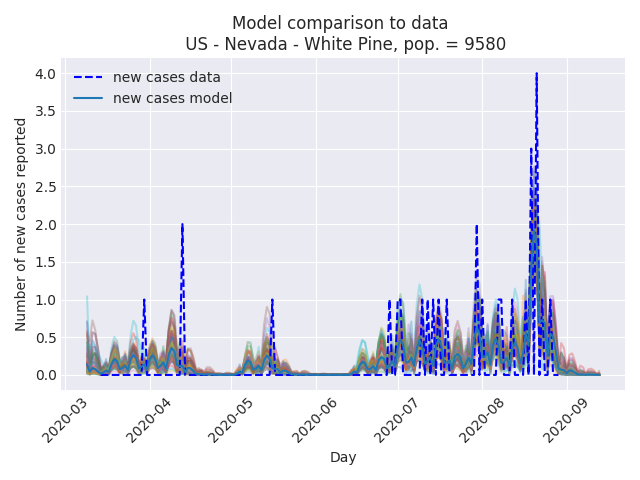 Model comparison to data
US - Nevada - White Pine, pop. = 9580
new cases data
new cases model
Number of new cases reported
4.0
3.5
3.0
2.5
2.0
1.5
1.0
0.5
0.0
2020-03
2020-04
2020-05
2020-06
2020-07
2020-08
2020-09
Day